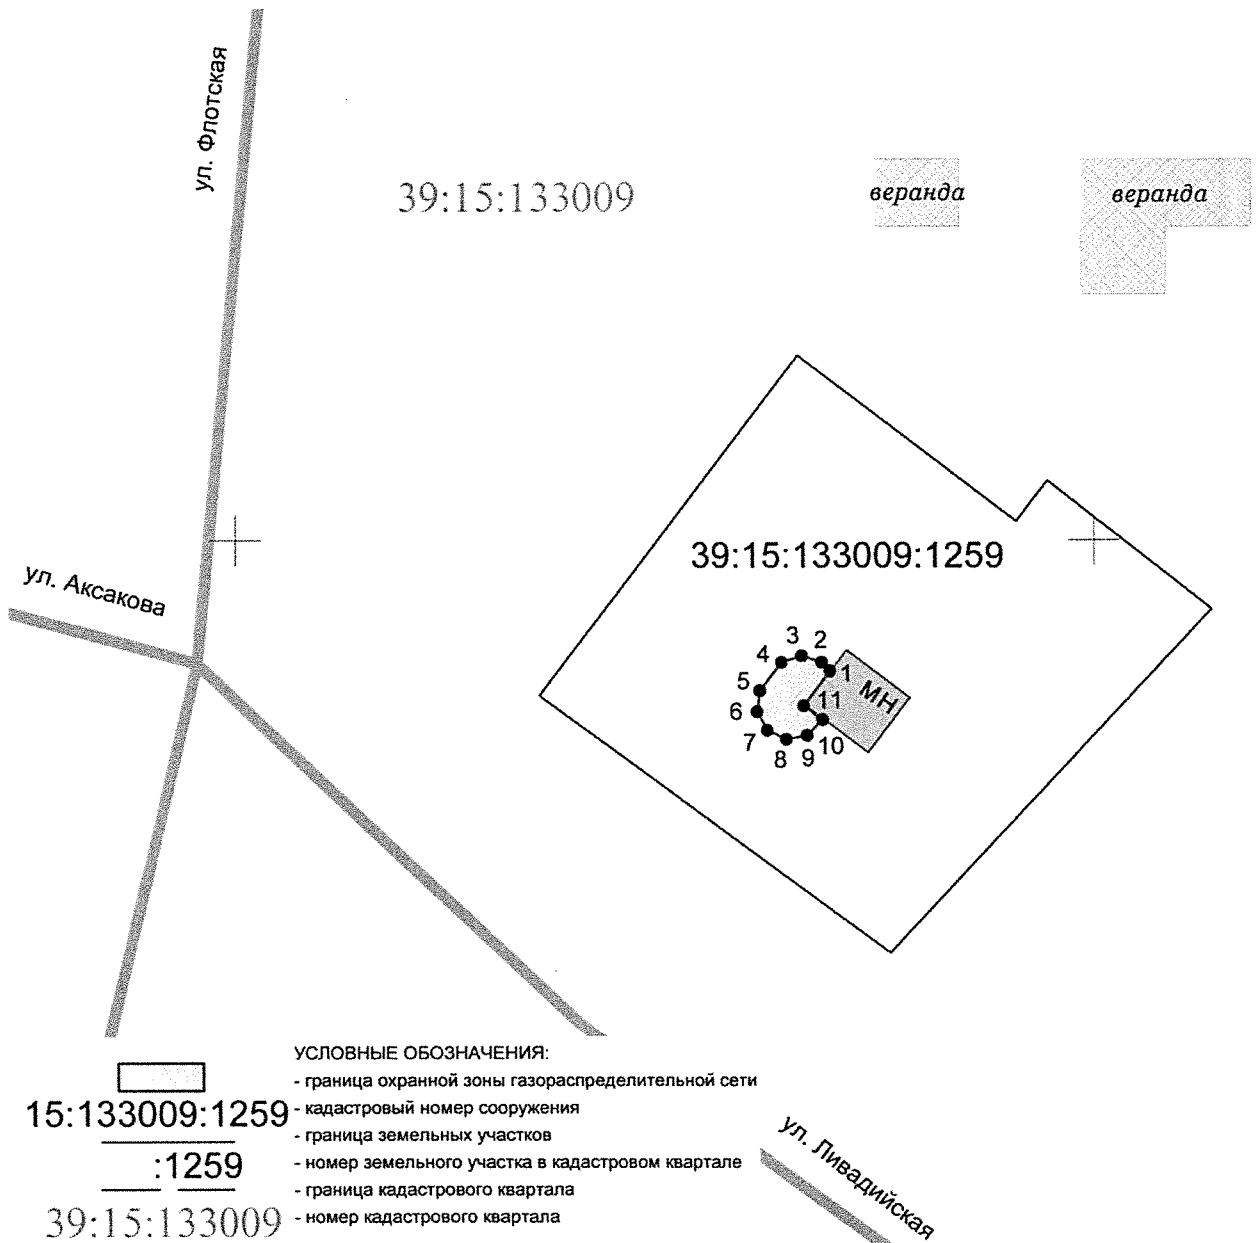 ул. Флотская
39:15:133009
веранда
веранда
39:15:133009:1259
ул. Аксакова
3
2
4
1
5
МН
6
11
7
10
8
9
УСЛОВНЫЕ ОБОЗНАЧЕНИЯ:
- граница охранной зоны газораспределительной сети
15:133009:1259 - кадастровый номер сооружения
- граница земельных участков
:1259 - номер земельного участка в кадастровом квартале
- граница кадастрового квартала
39:15:133009 - номер кадастрового квартала
ул. Ливадийская